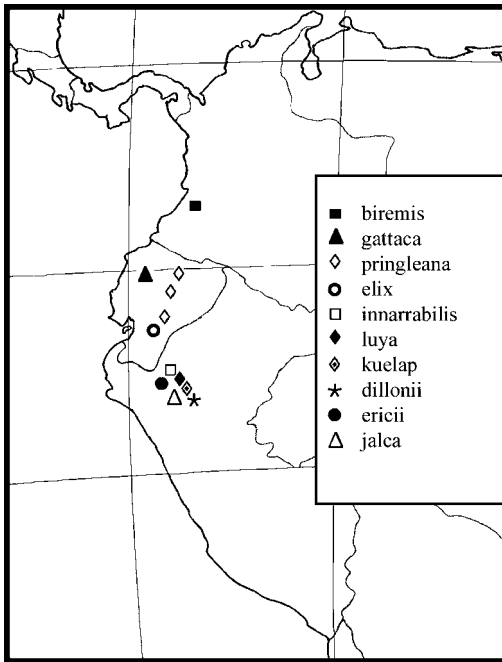 biremis
gattaca
pringleana
elix
innarrabilis
luya
kuelap
dillonii
ericii
jalca